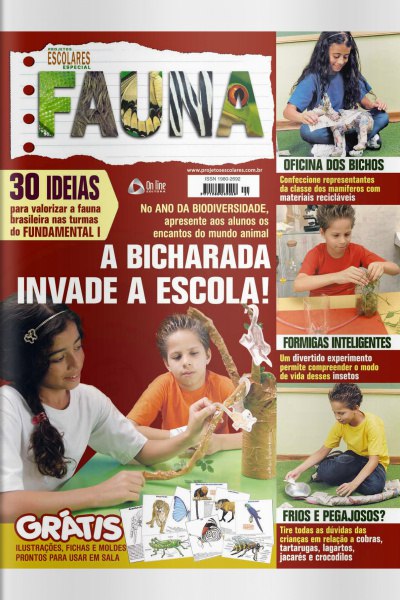 PROJETOS
ESCOLARES
ESPECIAL
FAUNA
www.projetosescolares.com.br
30 IDEIAS
para valorizar a fauna
brasileira nas turmas
do FUNDAMENTAL I
On line
EDITORA
ISSN 1980-2692
No ANO DA BIODIVERSIDADE,
apresente aos alunos os
encantos do mundo animal
A BICHARADA
INVADE A ESCOLA!
OFICINA DOS BICHOS
Confeccione representantes
da classe dos mamíferos com
materiais recicláveis
FORMIGAS INTELIGENTES
Um divertido experimento
permite compreender o modo
de vida desses insetos
FRIOS E PEGAJOSOS?
Tire todas as dúvidas das
crianças em relação a cobras,
tartarugas, lagartos,
jacarés e crocodilos
GRÁTIS
ILUSTRAÇÕES, FICHAS E MOLDES
PRONTOS PARA USAR EM SALA